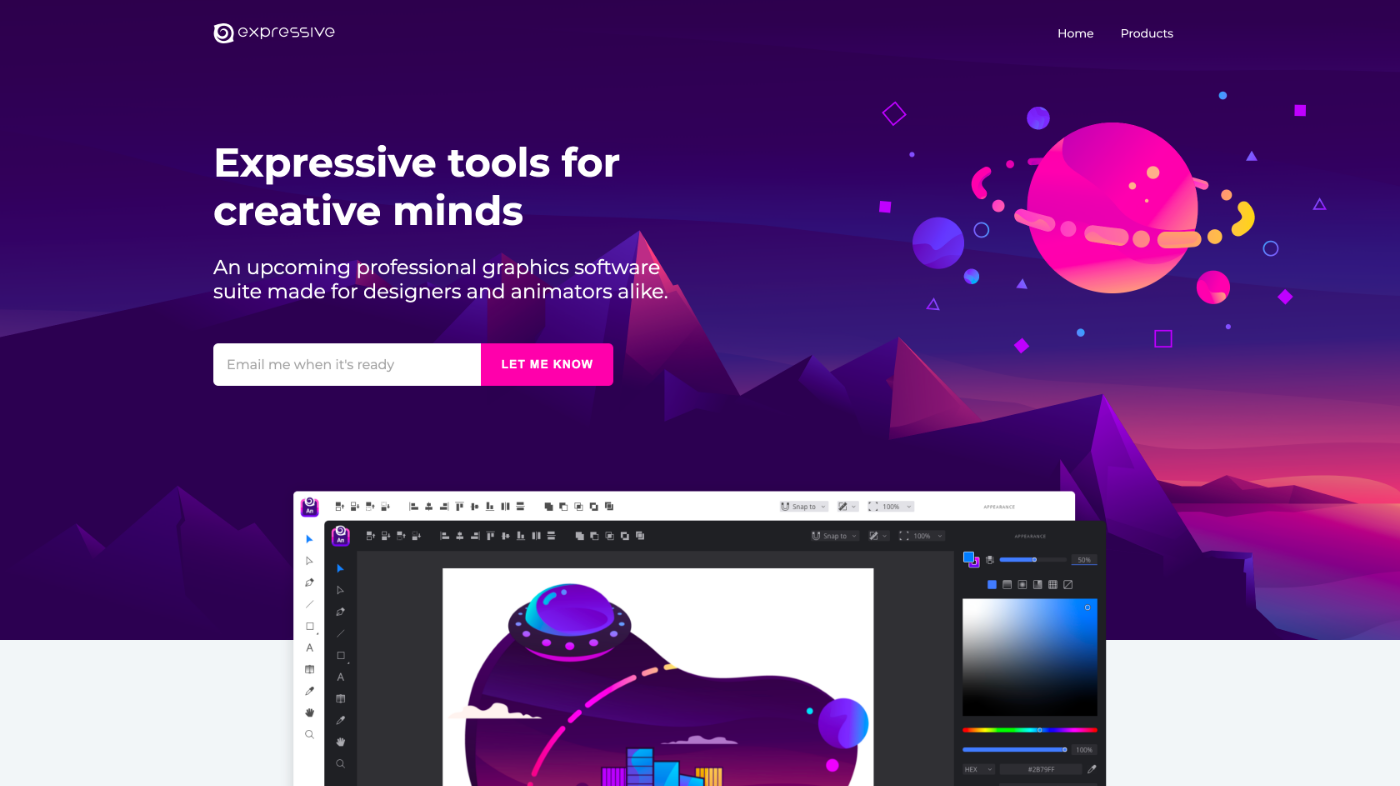 expressive
Home
Products
Expressive tools for
creative minds
An upcoming professional graphics software
suite made for designers and animators alike.
Email me when it's ready
LET ME KNOW
An
Snap to
100%
APPEARANCE
An
Snap to
100%
APPEARANCE
50%
A
A
100%
HEX
#2B79FF